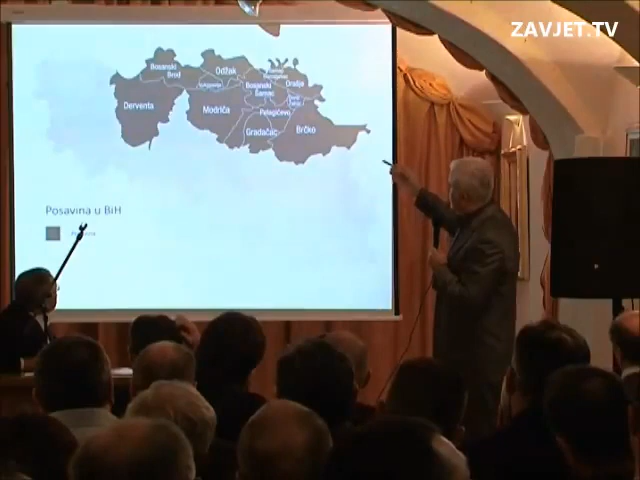 ZAVJET.TV
Bosanski
Brod
Odžak
Orašje
Derventa
Bosanski
Šamac
Modriča
Pelagićevo
Gradačac
Brčko
Posavina u BiH